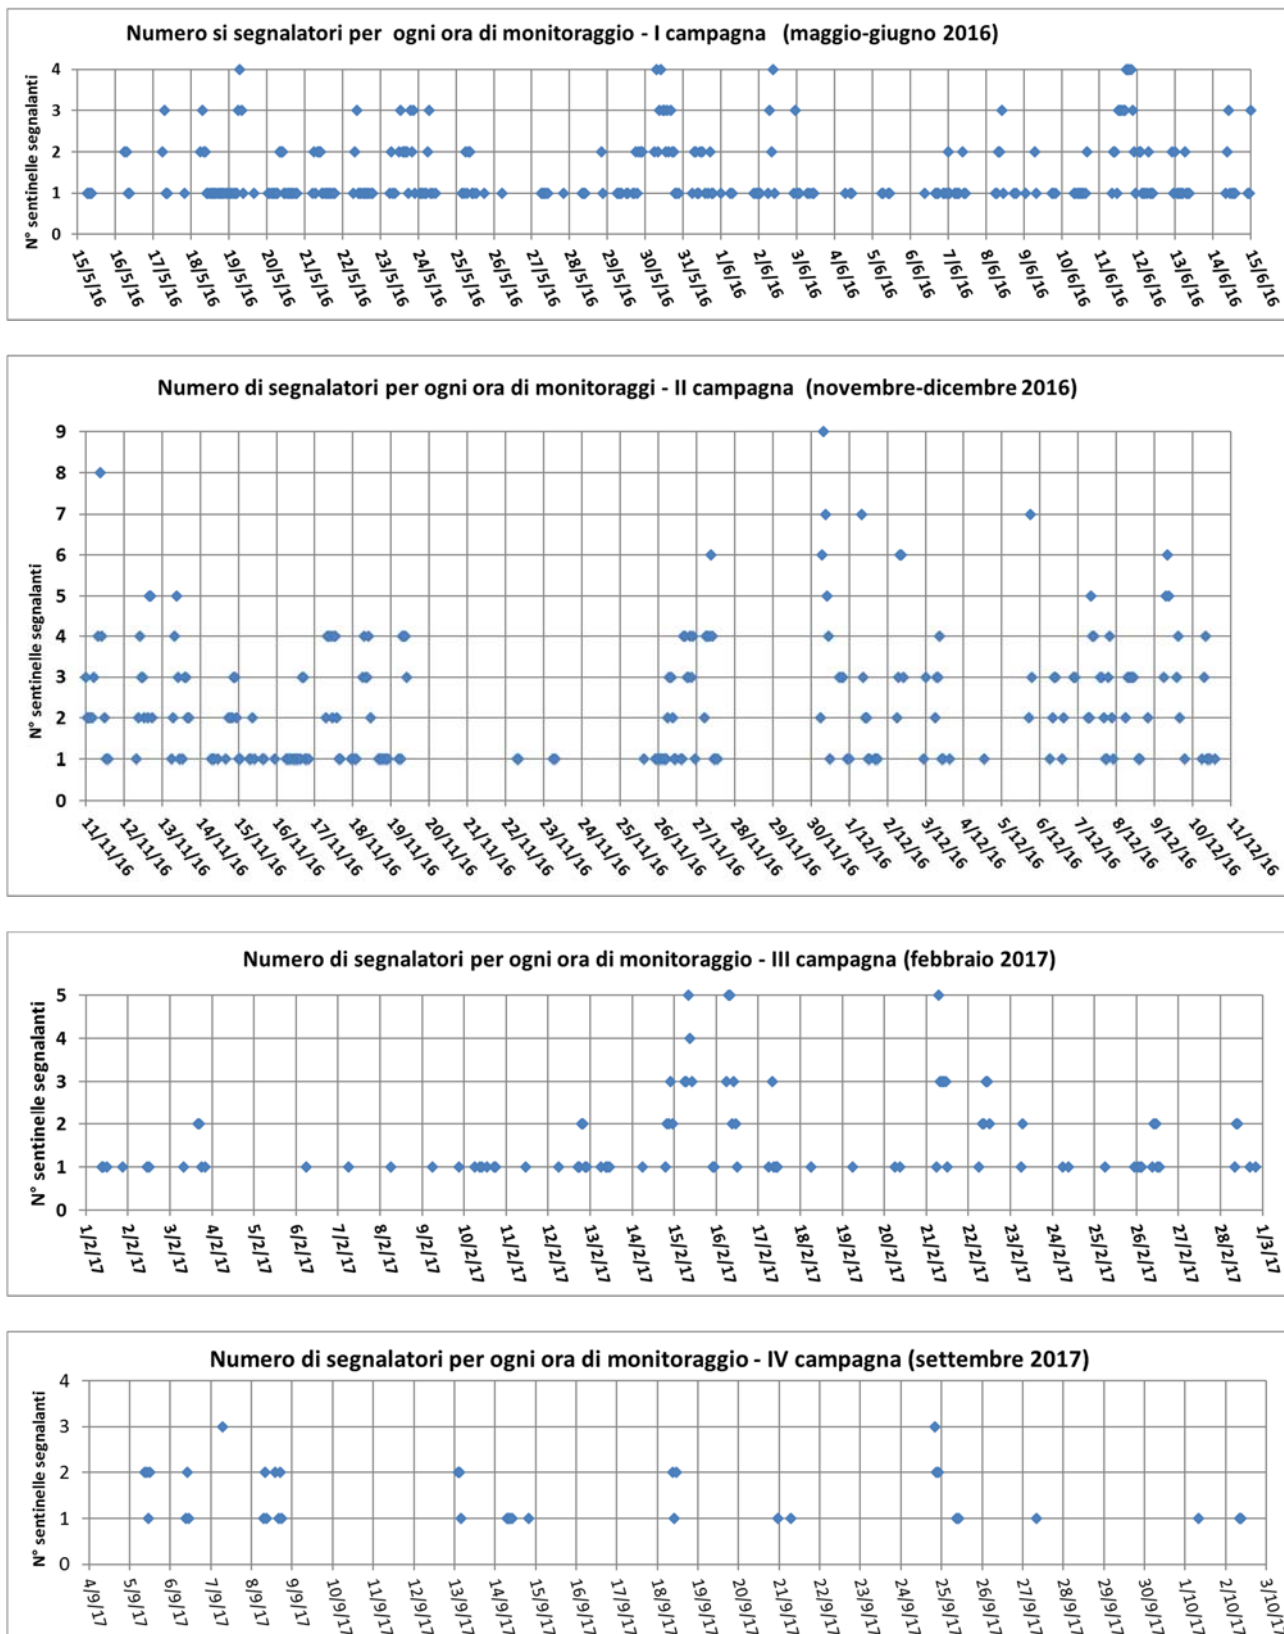 Numero si segnalatori per ogni ora di monitoraggio - I campagna (maggio-giugno 2016)
N° sentinelle segnalanti
4
3
2
1
0
15/5/16 16/5/16 17/5/16 18/5/16 19/5/16 20/5/16 21/5/16 22/5/16 23/5/16 24/5/16 25/5/16 26/5/16 27/5/16 28/5/16 29/5/16 30/5/16 31/5/16 1/6/16 2/6/16 3/6/16 4/6/16 5/6/16 6/6/16 7/6/16 8/6/16 9/6/16 10/6/16 11/6/16 12/6/16 13/6/16 14/6/16 15/6/16
Numero di segnalatori per ogni ora di monitoraggi - II campagna (novembre-dicembre 2016)
N° sentinelle segnalanti
9
8
7
6
5
4
3
2
1
0
11/11/16 12/11/16 13/11/16 14/11/16 15/11/16 16/11/16 17/11/16 18/11/16 19/11/16 20/11/16 21/11/16 22/11/16 23/11/16 24/11/16 25/11/16 26/11/16 27/11/16 28/11/16 29/11/16 30/11/16 1/12/16 2/12/16 3/12/16 4/12/16 5/12/16 6/12/16 7/12/16 8/12/16 9/12/16 10/12/16 11/12/16
Numero di segnalatori per ogni ora di monitoraggio - III campagna (febbraio 2017)
N° sentinelle segnalanti
5
4
3
2
1
0
1/2/17 2/2/17 3/2/17 4/2/17 5/2/17 6/2/17 7/2/17 8/2/17 9/2/17 10/2/17 11/2/17 12/2/17 13/2/17 14/2/17 15/2/17 16/2/17 17/2/17 18/2/17 19/2/17 20/2/17 21/2/17 22/2/17 23/2/17 24/2/17 25/2/17 26/2/17 27/2/17 28/2/17 1/3/17
Numero di segnalatori per ogni ora di monitoraggio - IV campagna (settembre 2017)
N° sentinelle segnalanti
4
3
2
1
0
4/9/17 5/9/17 6/9/17 7/9/17 8/9/17 9/9/17 10/9/17 11/9/17 12/9/17 13/9/17 14/9/17 15/9/17 16/9/17 17/9/17 18/9/17 19/9/17 20/9/17 21/9/17 22/9/17 23/9/17 24/9/17 25/9/17 26/9/17 27/9/17 28/9/17 29/9/17 30/9/17 1/10/17 2/10/17 3/10/17